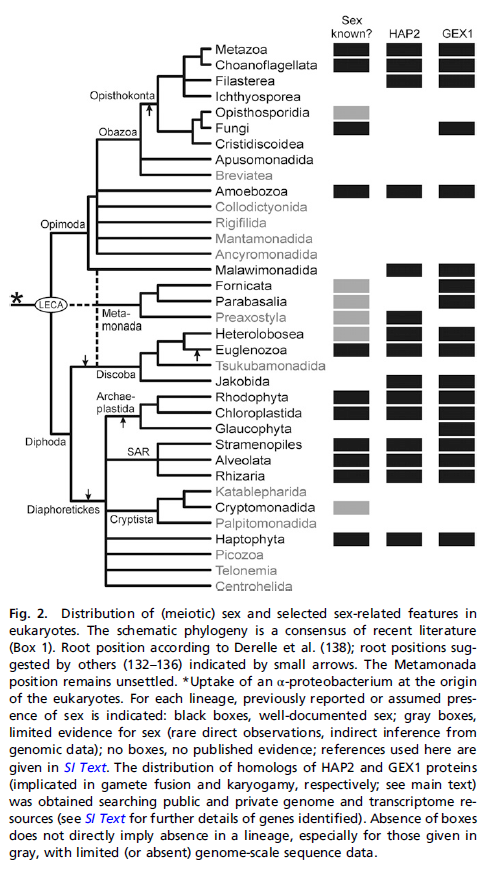 Sex
known?
HAP2
GEX1
Metazoa
Choanoflagellata
Filasterea
Opisthokonta
Ichthyosporea
Opisthosporidia
Obazoa
Fungi
Cristidiscoidea
Apusomonadida
Breviatea
Amoebozoa
Collodictyonida
Opimoda
Rigifilida
Mantamonadida
Ancyromonadida
Malawimonadida
Fornicata
*
LECA
Parabasalia
Meta-
monada
Preaxostyla
Heterolobosea
Euglenozoa
Discoba
Tsukubamonadida
Jakobida
Archae-
plastida
Rhodophyta
Chloroplastida
Glaucophyta
Diphoda
SAR
Stramenopiles
Alveolata
Rhizaria
Katablepharida
Diaphoretickes
Cryptista
Cryptomonadida
Palpitomonadida
Haptophyta
Picozoa
Telonemia
Centrohelida
Fig. 2. Distribution of (meiotic) sex and selected sex-related features in
eukaryotes. The schematic phylogeny is a consensus of recent literature
(Box 1). Root position according to Derelle et al. (138); root positions sug-
gested by others (132–136) indicated by small arrows. The Metamonada
position remains unsettled. *Uptake of an α-proteobacterium at the origin
of the eukaryotes. For each lineage, previously reported or assumed pres-
ence of sex is indicated: black boxes, well-documented sex; gray boxes,
limited evidence for sex (rare direct observations, indirect inference from
genomic data); no boxes, no published evidence; references used here are
given in SI Text. The distribution of homologs of HAP2 and GEX1 proteins
(implicated in gamete fusion and karyogamy, respectively; see main text)
was obtained searching public and private genome and transcriptome re-
sources (see SI Text for further details of genes identified). Absence of boxes
does not directly imply absence in a lineage, especially for those given in
gray, with limited (or absent) genome-scale sequence data.